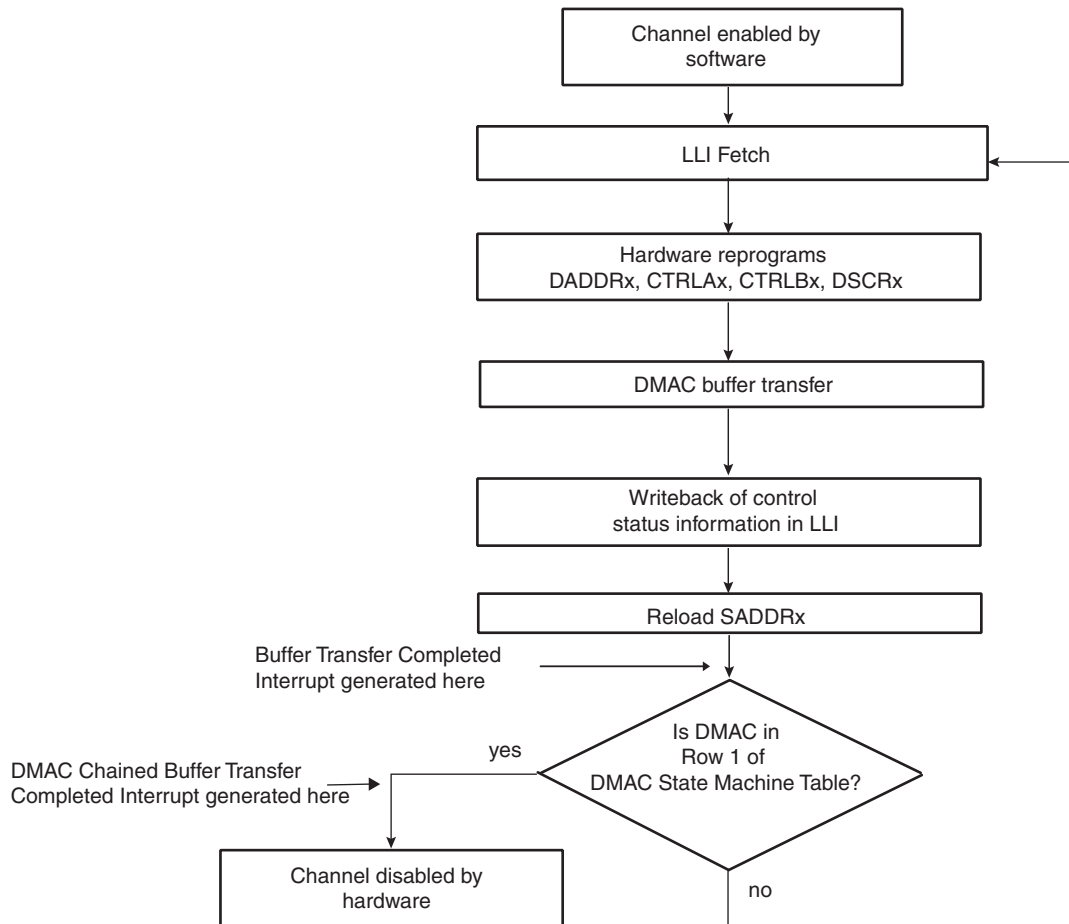 Channel enabled by
software
LLI Fetch
Hardware reprograms
DADDRx, CTRLAx, CTRLBx, DSCRx
DMAC buffer transfer
Writeback of control
status information in LLI
Reload SADDRx
Buffer Transfer Completed
Interrupt generated here
Is DMAC in
Row 1 of
DMAC State Machine Table?
yes
DMAC Chained Buffer Transfer
Completed Interrupt generated here
Channel disabled by
hardware
no